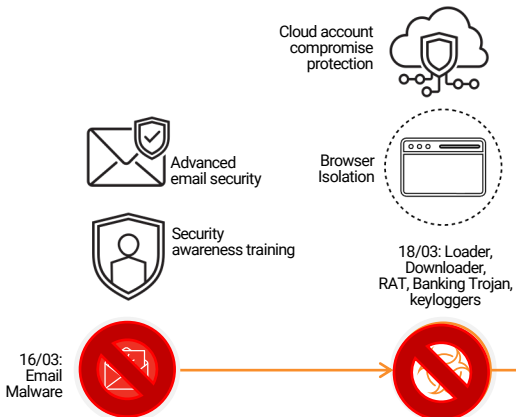 Cloud account
compromise
protection
Advanced
email security
Browser
Isolation
Security
awareness training
18/03: Loader,
Downloader,
RAT, Banking Trojan,
keyloggers
16/03:
Email
Malware